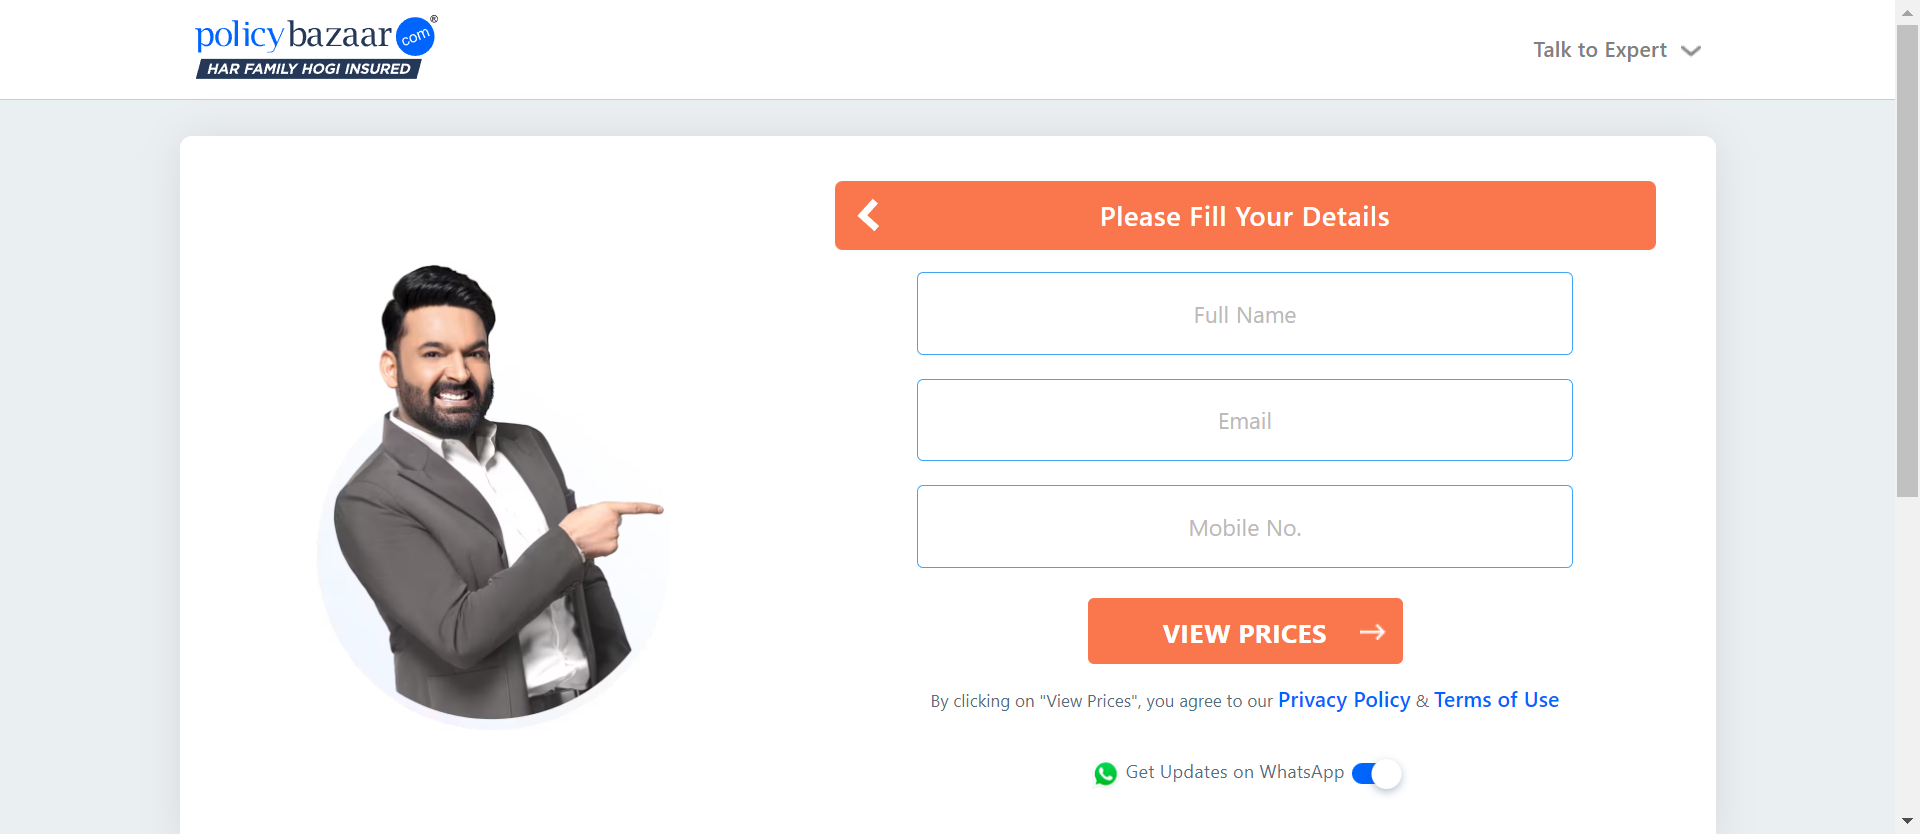 policybazaar com®
HAR FAMILY HOGI INSURED
Talk to Expert
Please Fill Your Details
Full Name
Email
Mobile No.
VIEW PRICES
By clicking on "View Prices", you agree to our Privacy Policy & Terms of Use
Get Updates on WhatsApp